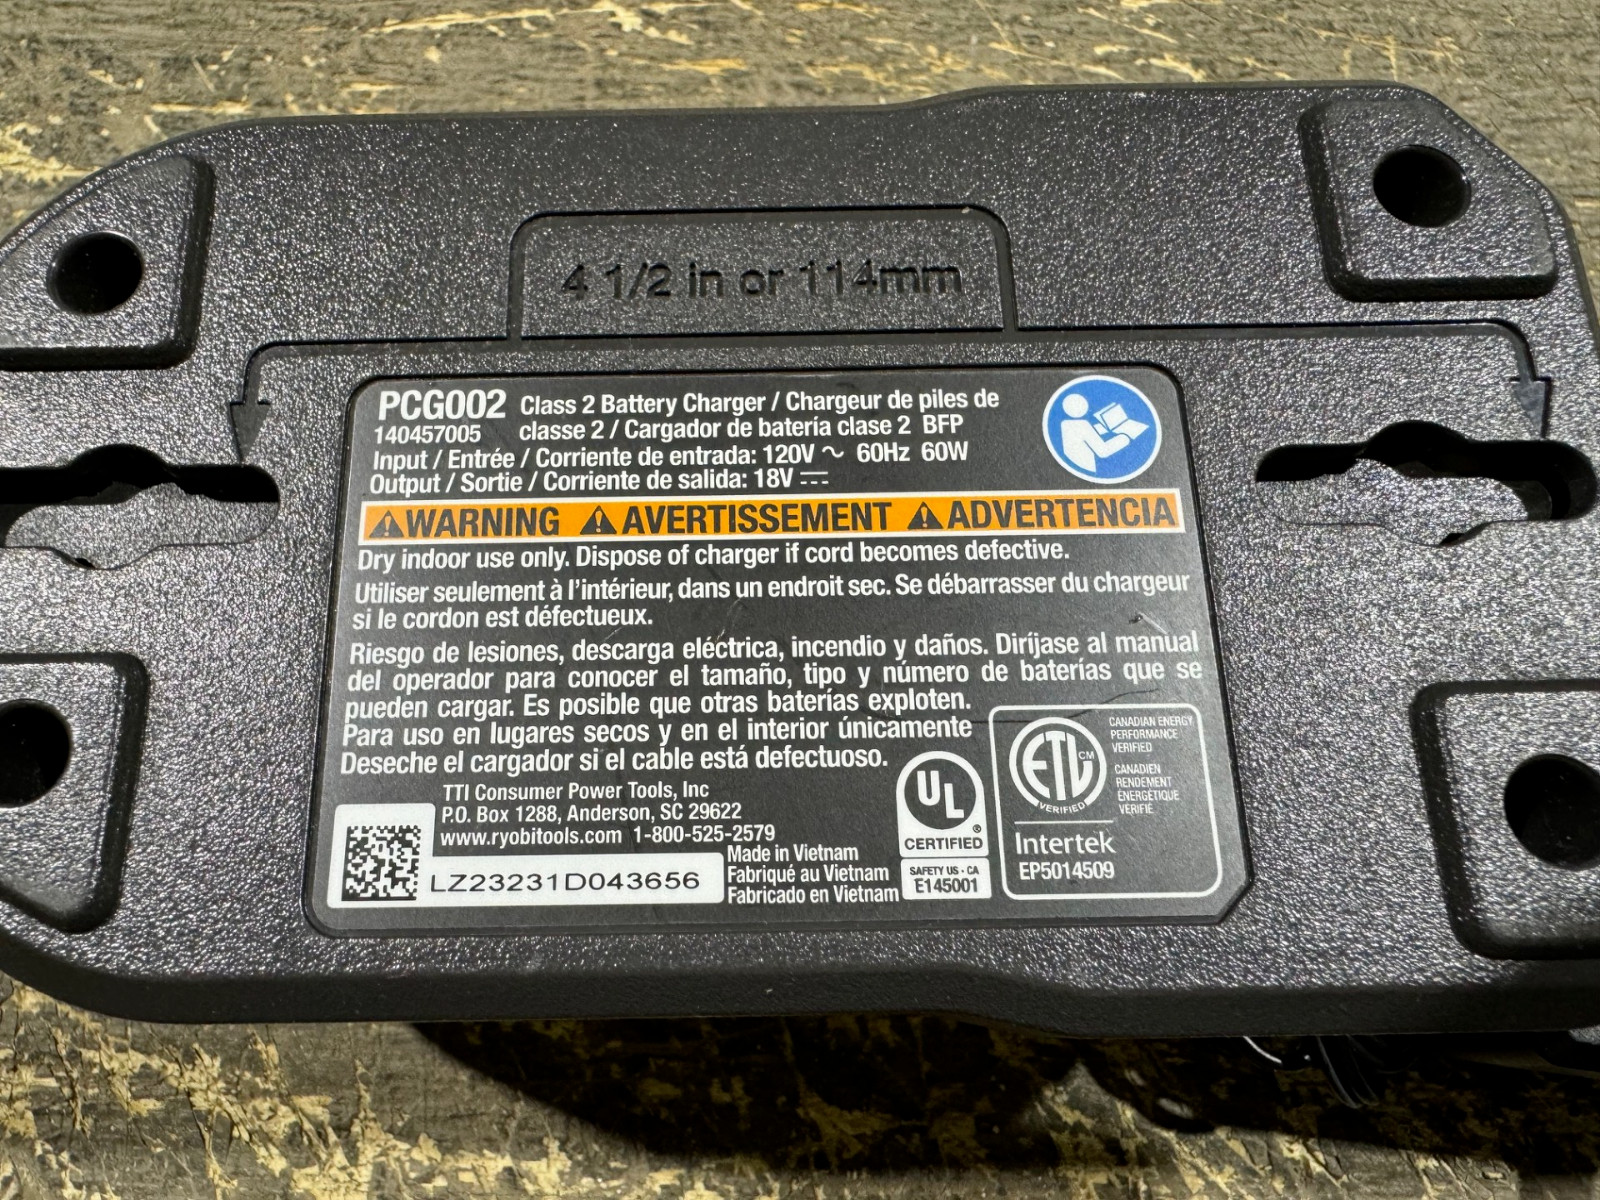 4 1/2 in or 114mm
PCG002 Class 2 Battery Charger / Chargeur de piles de
140457005 classe 2 / Cargador de batería clase 2 BFP
Input / Entrée / Corriente de entrada: 120V ~ 60Hz 60W
Output / Sortie / Corriente de salida: 18V ⎓
⚠WARNING ⚠AVERTISSEMENT ⚠ADVERTENCIA
Dry indoor use only. Dispose of charger if cord becomes defective.
Utiliser seulement à l'intérieur, dans un endroit sec. Se débarrasser du chargeur
si le cordon est défectueux.
Riesgo de lesiones, descarga eléctrica, incendio y daños. Diríjase al manual
del operador para conocer el tamaño, tipo y número de baterías que se
pueden cargar. Es posible que otras baterías exploten.
Para uso en lugares secos y en el interior únicamente
Deseche el cargador si el cable está defectuoso.
TTI Consumer Power Tools, Inc
P.O. Box 1288, Anderson, SC 29622
www.ryobitools.com 1-800-525-2579
LZ23231D043656
Made in Vietnam
Fabriqué au Vietnam
Fabricado en Vietnam
UL
®
CERTIFIED
SAFETY US - CA
E145001
ETL CM
VERIFIED
CANADIAN ENERGY
PERFORMANCE
VERIFIED
CANADIEN
RENDEMENT
ÉNERGÉTIQUE
VERIFIÉ
Intertek
EP5014509